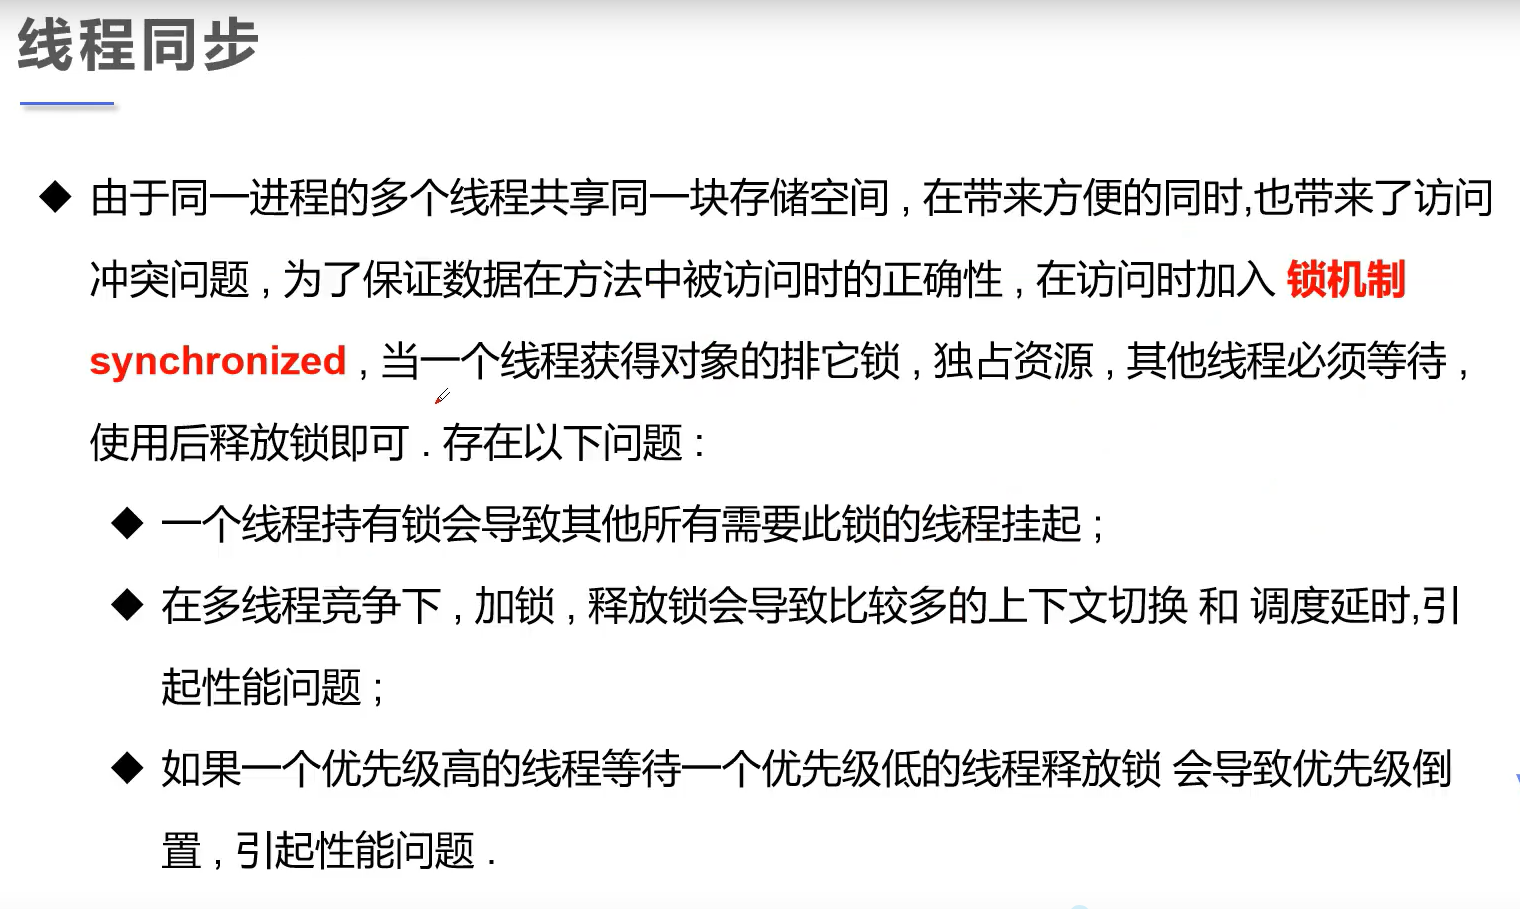 线程同步
◆ 由于同一进程的多个线程共享同一块存储空间 , 在带来方便的同时,也带来了访问
冲突问题 , 为了保证数据在方法中被访问时的正确性 , 在访问时加入 锁机制
synchronized , 当一个线程获得对象的排它锁 , 独占资源 , 其他线程必须等待 ,
使用后释放锁即可 . 存在以下问题 :
◆ 一个线程持有锁会导致其他所有需要此锁的线程挂起 ;
◆ 在多线程竞争下 , 加锁 , 释放锁会导致比较多的上下文切换 和 调度延时,引
起性能问题 ;
◆ 如果一个优先级高的线程等待一个优先级低的线程释放锁 会导致优先级倒
置 , 引起性能问题 .